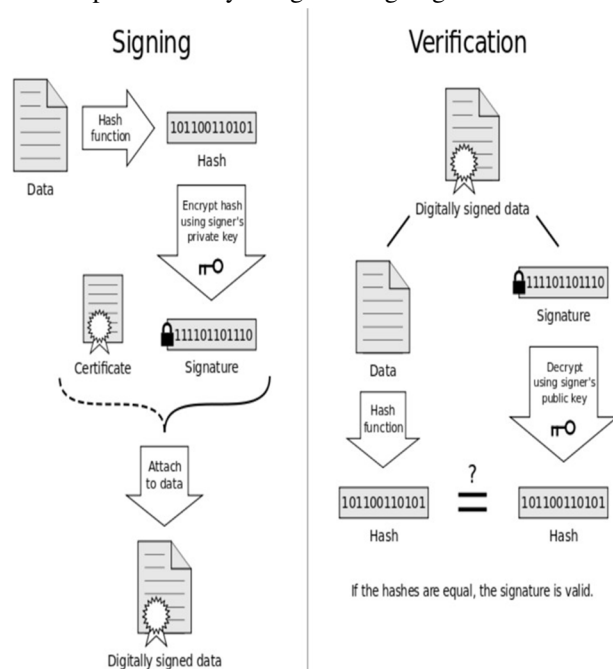 Signing
Data
Hash
function
101100110101
Hash
Encrypt hash
using signer's
private key
Certificate
111101101110
Signature
Attach
to data
Digitally signed data
Verification
Digitally signed data
Data
111101101110
Signature
Hash
function
Decrypt
using signer's
public key
101100110101
Hash
?
=
101100110101
Hash
If the hashes are equal, the signature is valid.